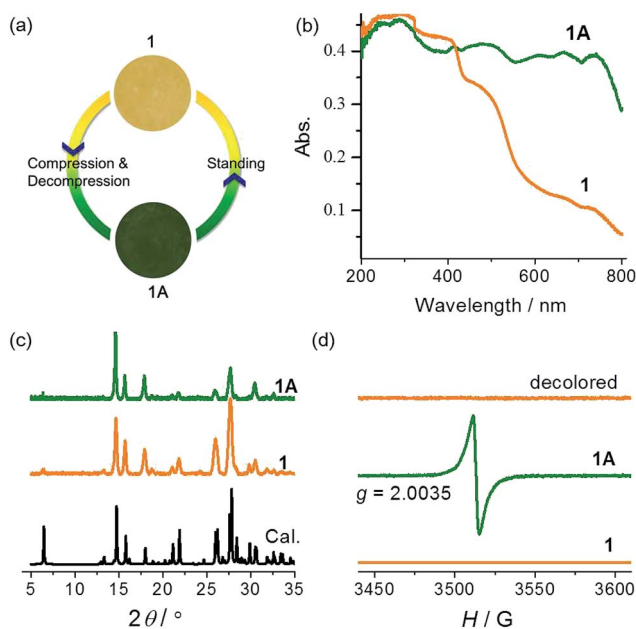 (a)
1
Compression &
Decompression
Standing
1A
(b)
Abs.
0.4
0.3
0.2
0.1
1A
1
200 400 600 800
Wavelength / nm
(c)
1A
1
Cal.
5 10 15 20 25 30 35
2θ / °
(d)
decolored
1A
g = 2.0035
1
3450 3500 3550 3600
H / G